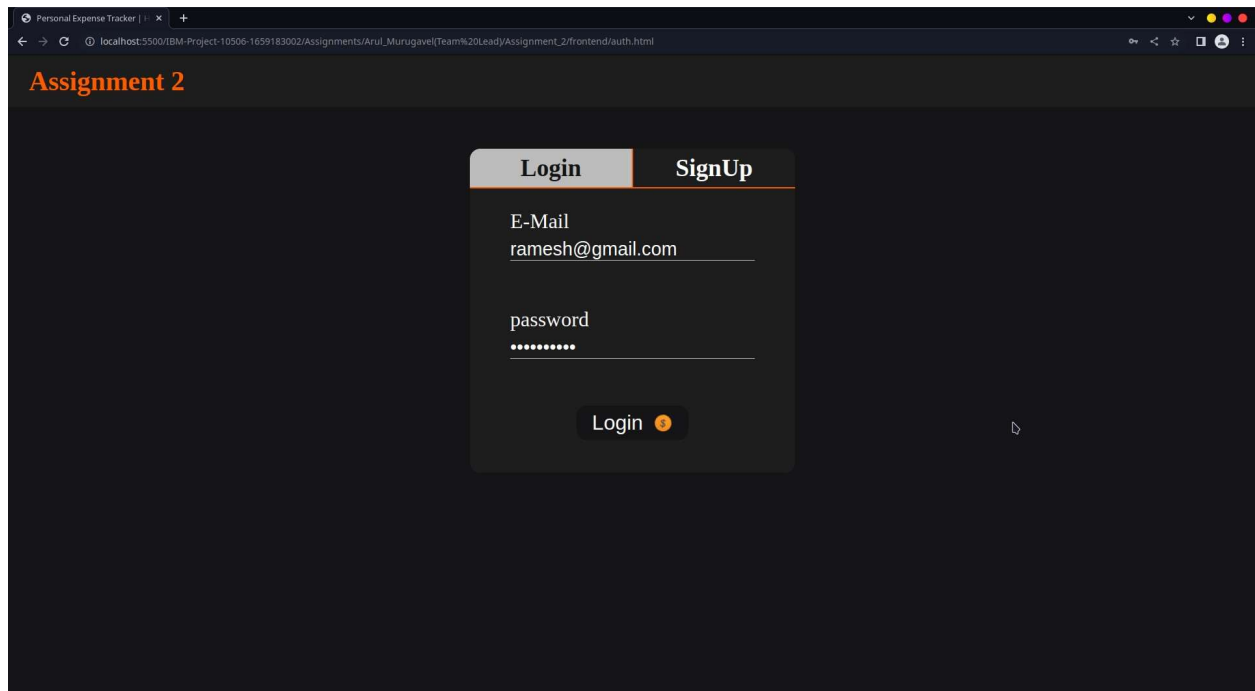 Personal Expense Tracker |
localhost:5500/IBM-Project-10506-1659183002/Assignments/Arul_Murugavel(Team%20Lead)/Assignment_2/frontend/auth.html
Assignment 2
Login SignUp
E-Mail
ramesh@gmail.com
password
••••••••••
Login $